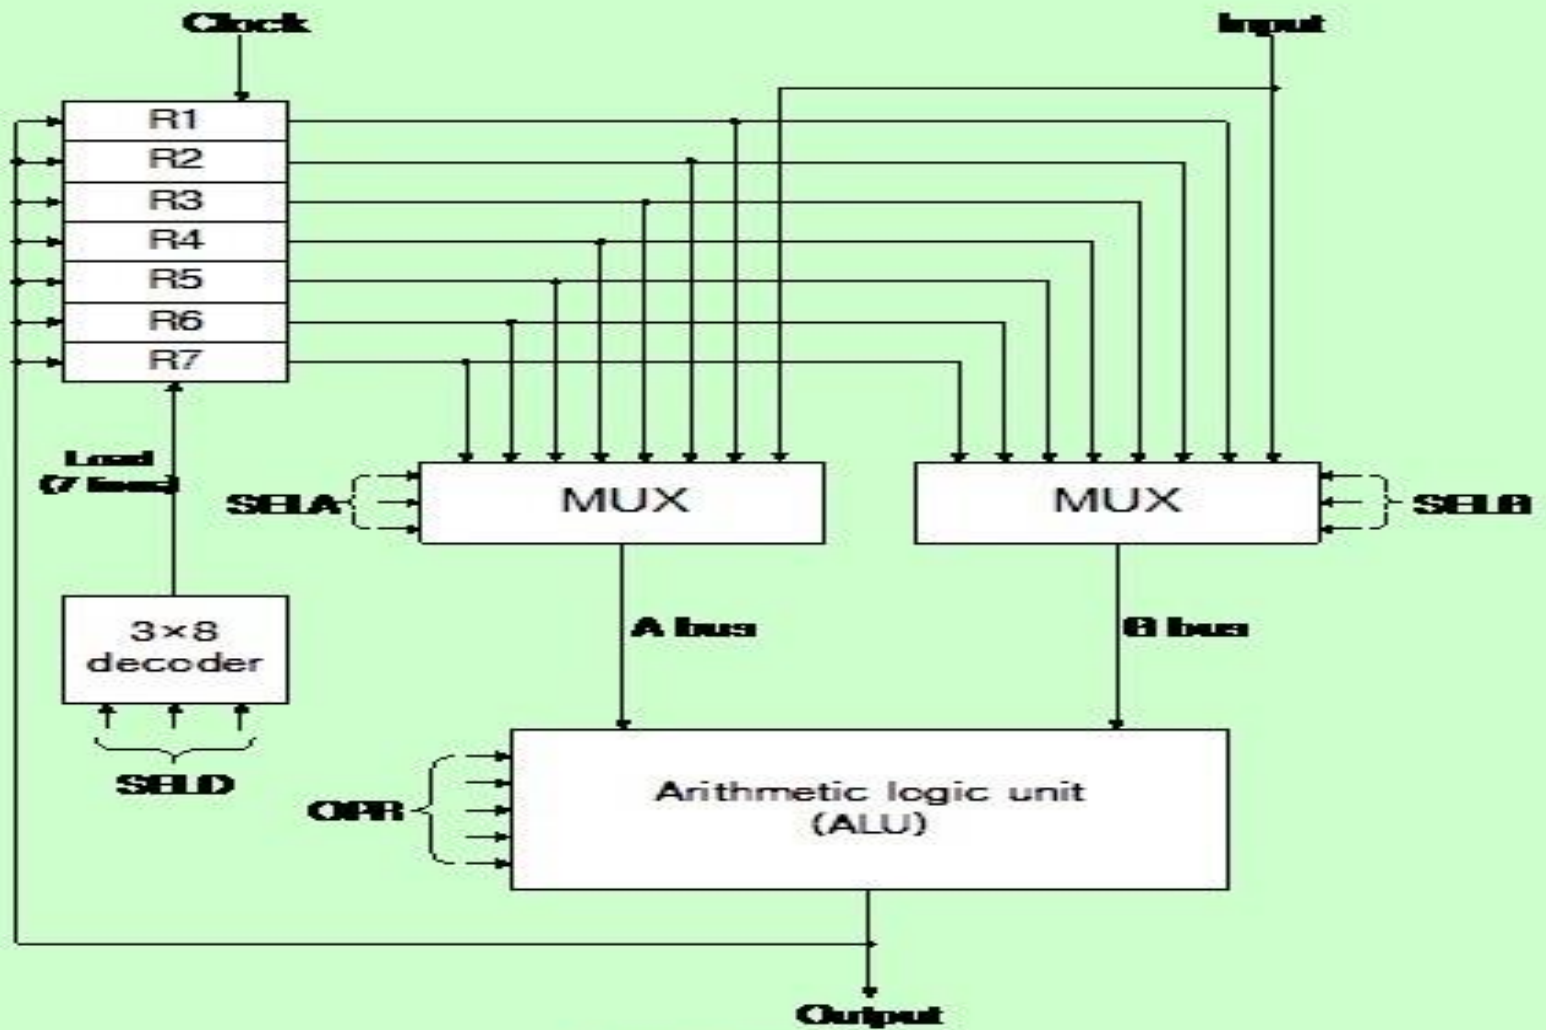 Clock
Input
R1
R2
R3
R4
R5
R6
R7
Load
(7 lines)
SELA
MUX
MUX
SELB
3×8
decoder
A bus
B bus
SELD
OPR
Arithmetic logic unit
(ALU)
Output